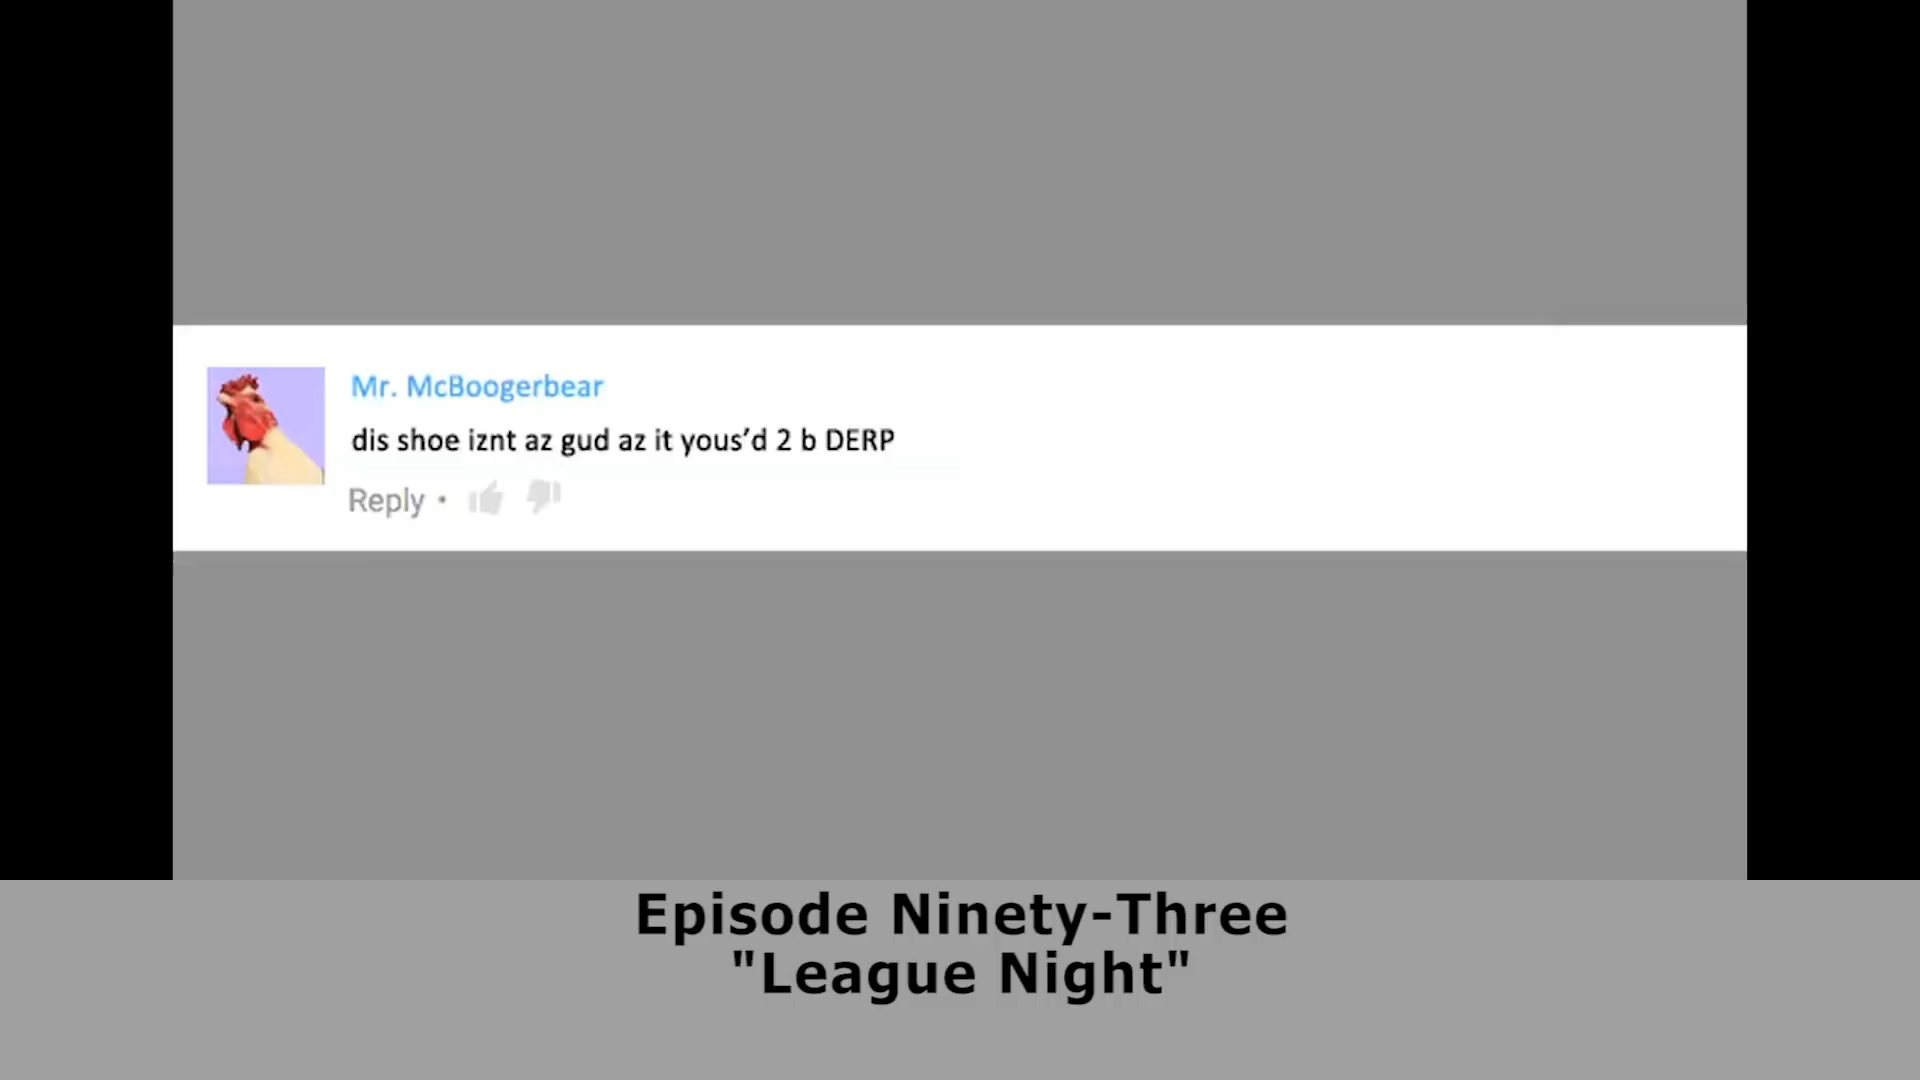 Mr. McBoogerbear
dis shoe iznt az gud az it yous’d 2 b DERP
Reply •
Episode Ninety-Three
"League Night"